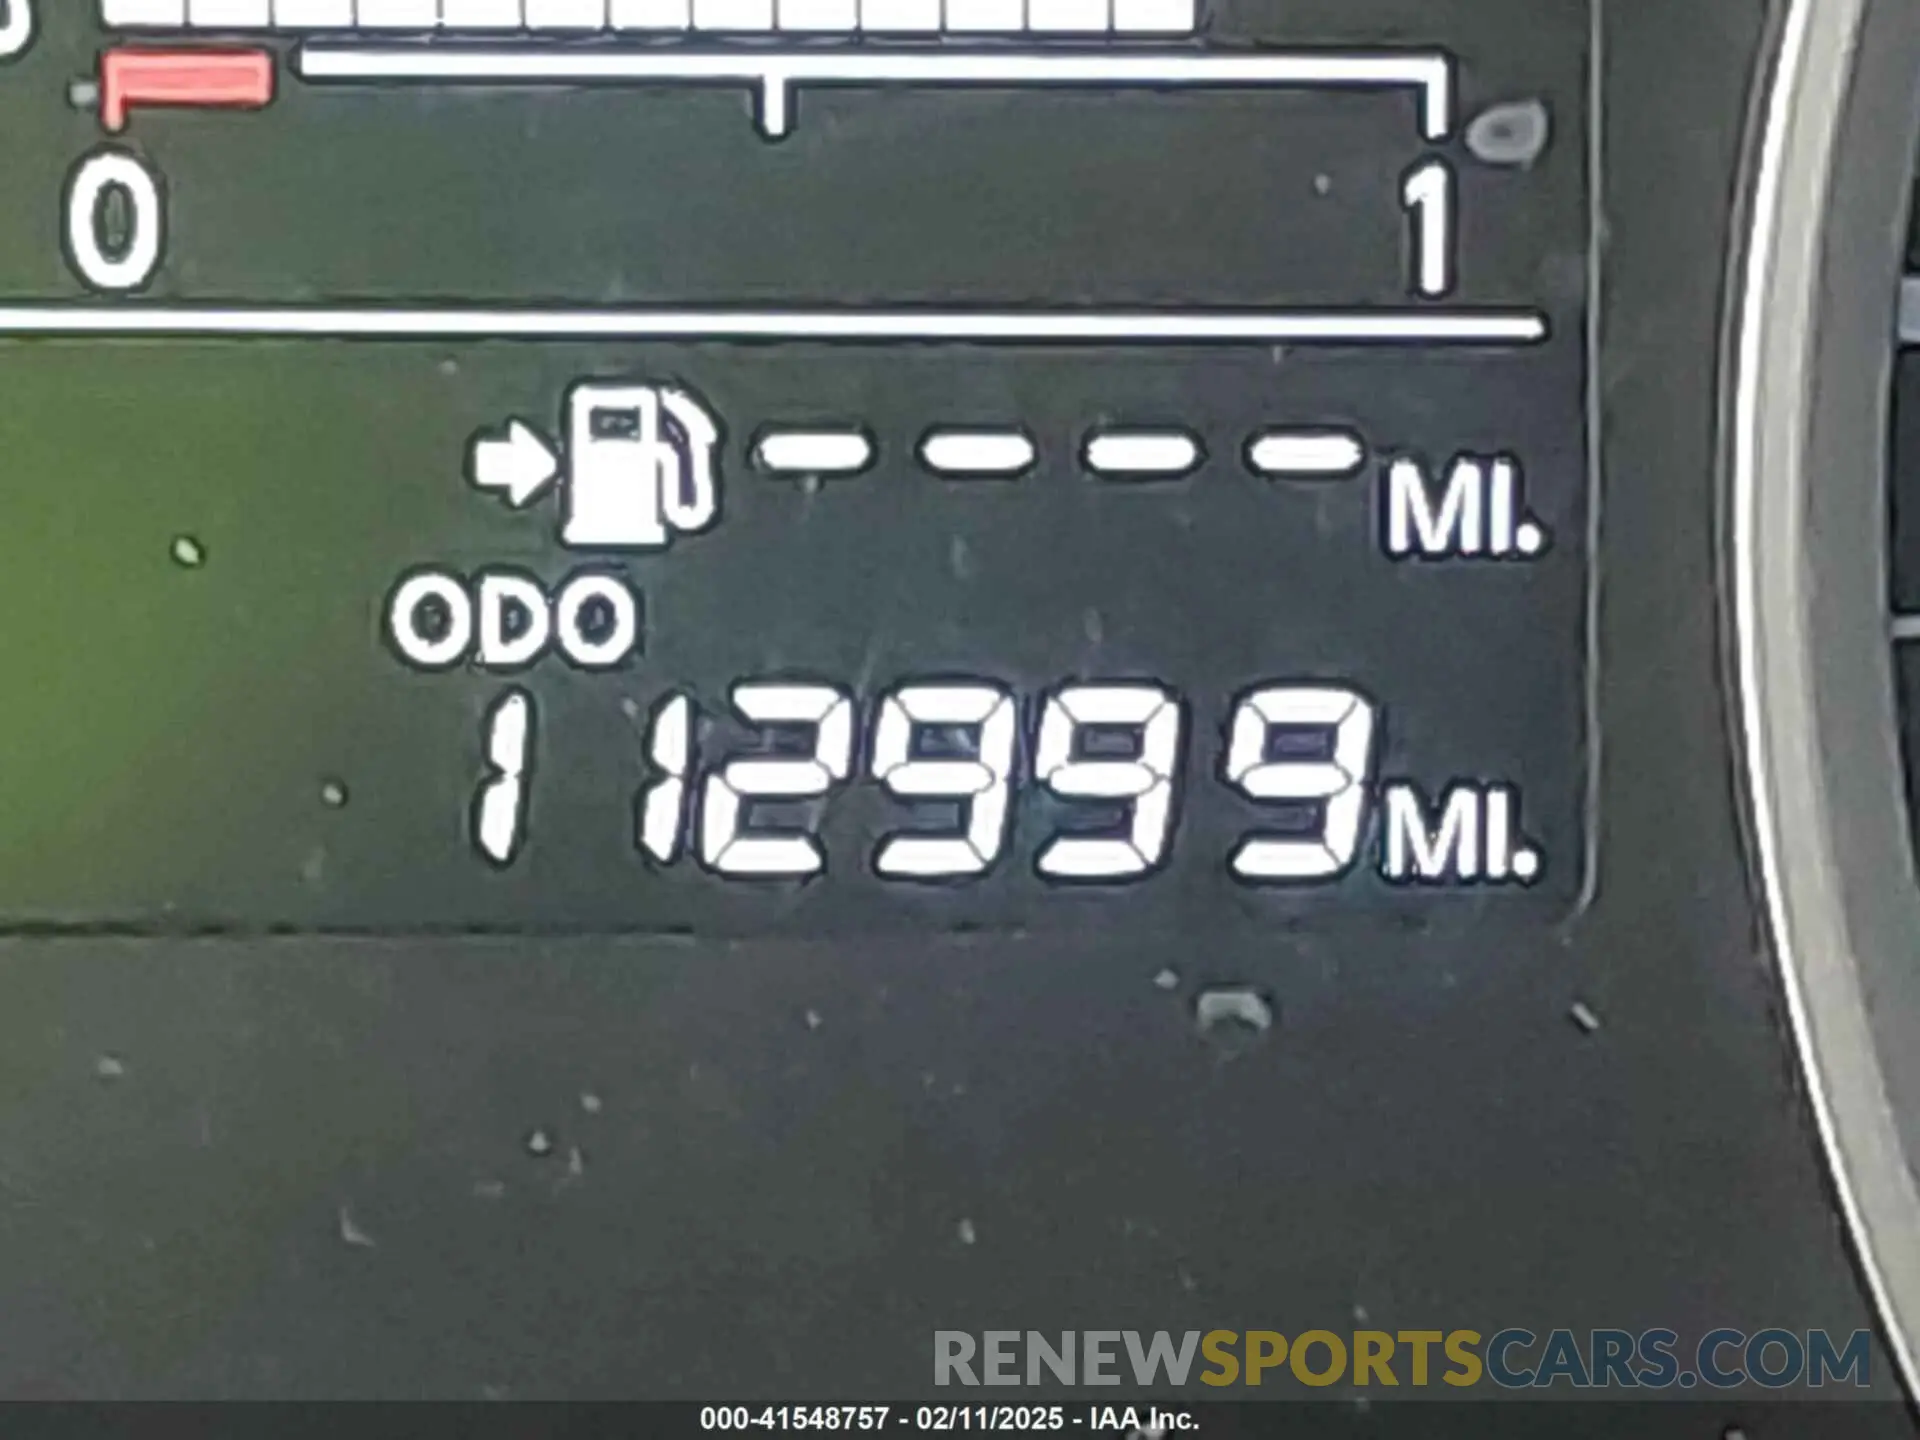 0 1
- - - - MI.
ODO
112999 MI.
RENEWSPORTSCARS.COM
000-41548757 - 02/11/2025 - IAA Inc.